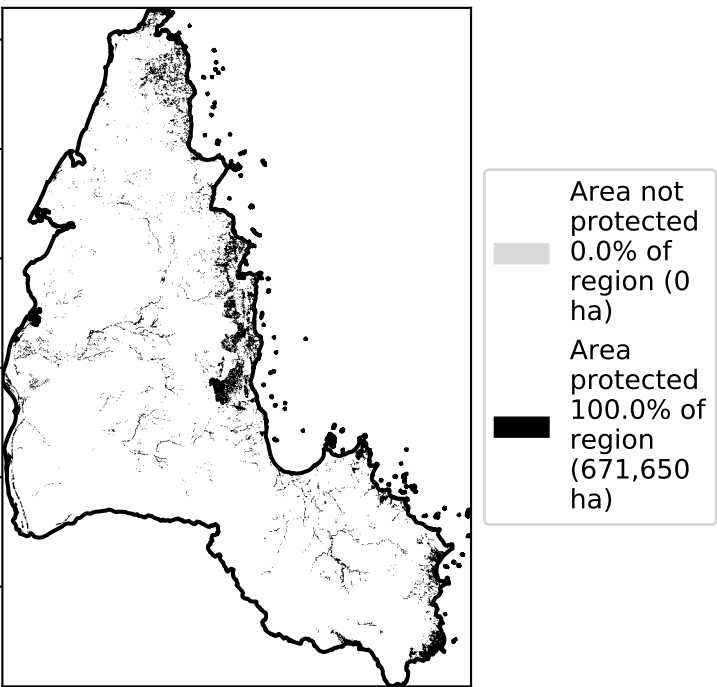 Area not
protected
0.0% of
region (0
ha)
Area
protected
100.0% of
region
(671,650
ha)